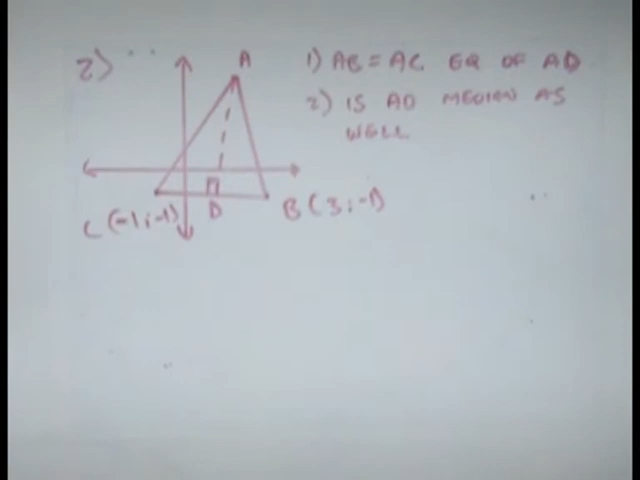 2)
A
1) AB = AC EQ OF AD
2) IS AD MEDIAN AS
WELL
C (-1;-1)
D
B (3;-1)